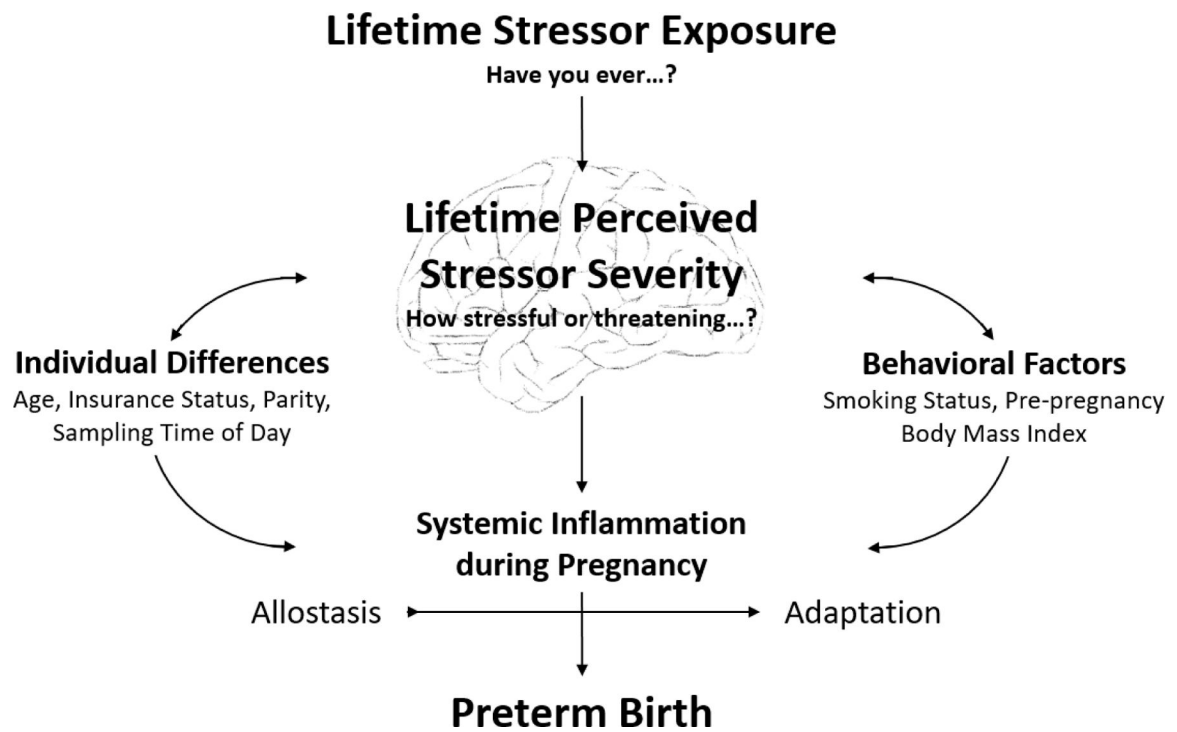 Lifetime Stressor Exposure
Have you ever...?
Lifetime Perceived
Stressor Severity
How stressful or threatening...?
Individual Differences
Age, Insurance Status, Parity,
Sampling Time of Day
Behavioral Factors
Smoking Status, Pre-pregnancy
Body Mass Index
Systemic Inflammation
during Pregnancy
Allostasis
Adaptation
Preterm Birth